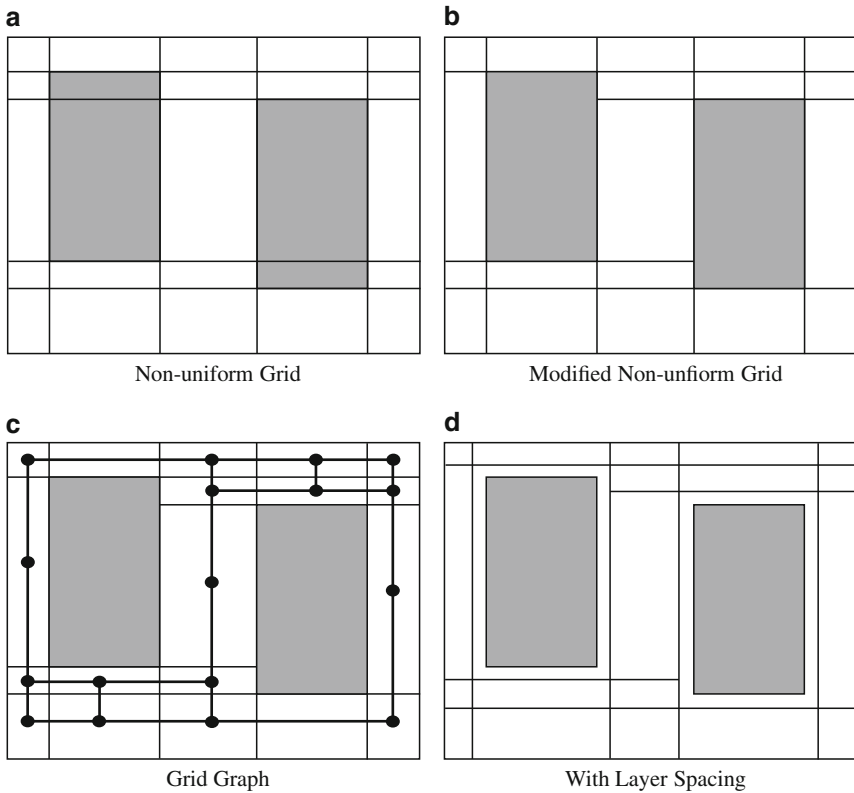 a
b
Non-uniform Grid
Modified Non-unfiorm Grid
c
d
Grid Graph
With Layer Spacing